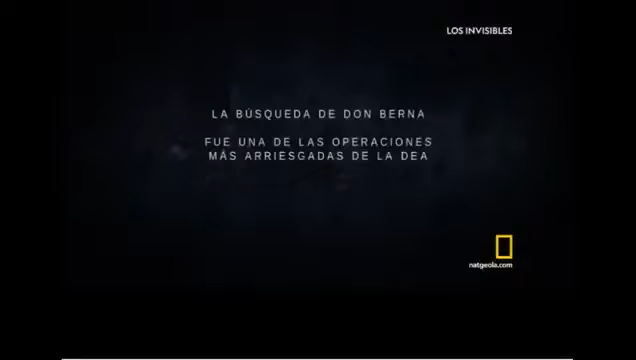 LOS INVISIBLES
LA BÚSQUEDA DE DON BERNA
FUE UNA DE LAS OPERACIONES
MÁS ARRIESGADAS DE LA DEA
natgeola.com